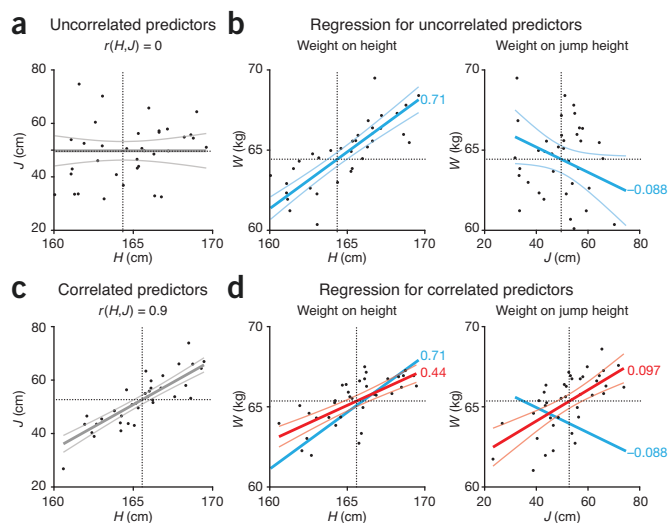 a Uncorrelated predictors
r(H,J) = 0
80
60
40
20
J (cm)
160 165 170
H (cm)
b Regression for uncorrelated predictors
Weight on height
70
65
60
W (kg)
0.71
160 165 170
H (cm)
Weight on jump height
70
65
60
W (kg)
–0.088
20 40 60 80
J (cm)
c Correlated predictors
r(H,J) = 0.9
80
60
40
20
J (cm)
160 165 170
H (cm)
d Regression for correlated predictors
Weight on height
70
65
60
W (kg)
0.71
0.44
160 165 170
H (cm)
Weight on jump height
70
65
60
W (kg)
0.097
–0.088
20 40 60 80
J (cm)